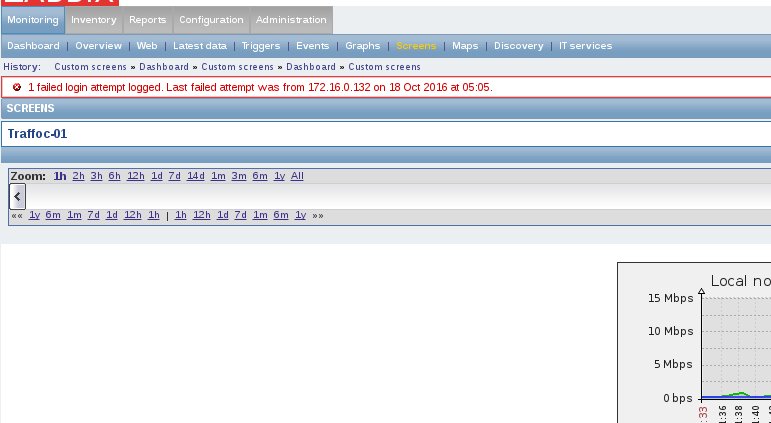 ZABBIX
Monitoring Inventory Reports Configuration Administration
Dashboard | Overview | Web | Latest data | Triggers | Events | Graphs | Screens | Maps | Discovery | IT services
History: Custom screens » Dashboard » Custom screens » Dashboard » Custom screens
1 failed login attempt logged. Last failed attempt was from 172.16.0.132 on 18 Oct 2016 at 05:05.
SCREENS
Traffoc-01
Zoom: 1h 2h 3h 6h 12h 1d 7d 14d 1m 3m 6m 1y All
«« 1y 6m 1m 7d 1d 12h 1h | 1h 12h 1d 7d 1m 6m 1y »»
Local no
15 Mbps
10 Mbps
5 Mbps
0 bps
:33 1:36 1:38 1:40